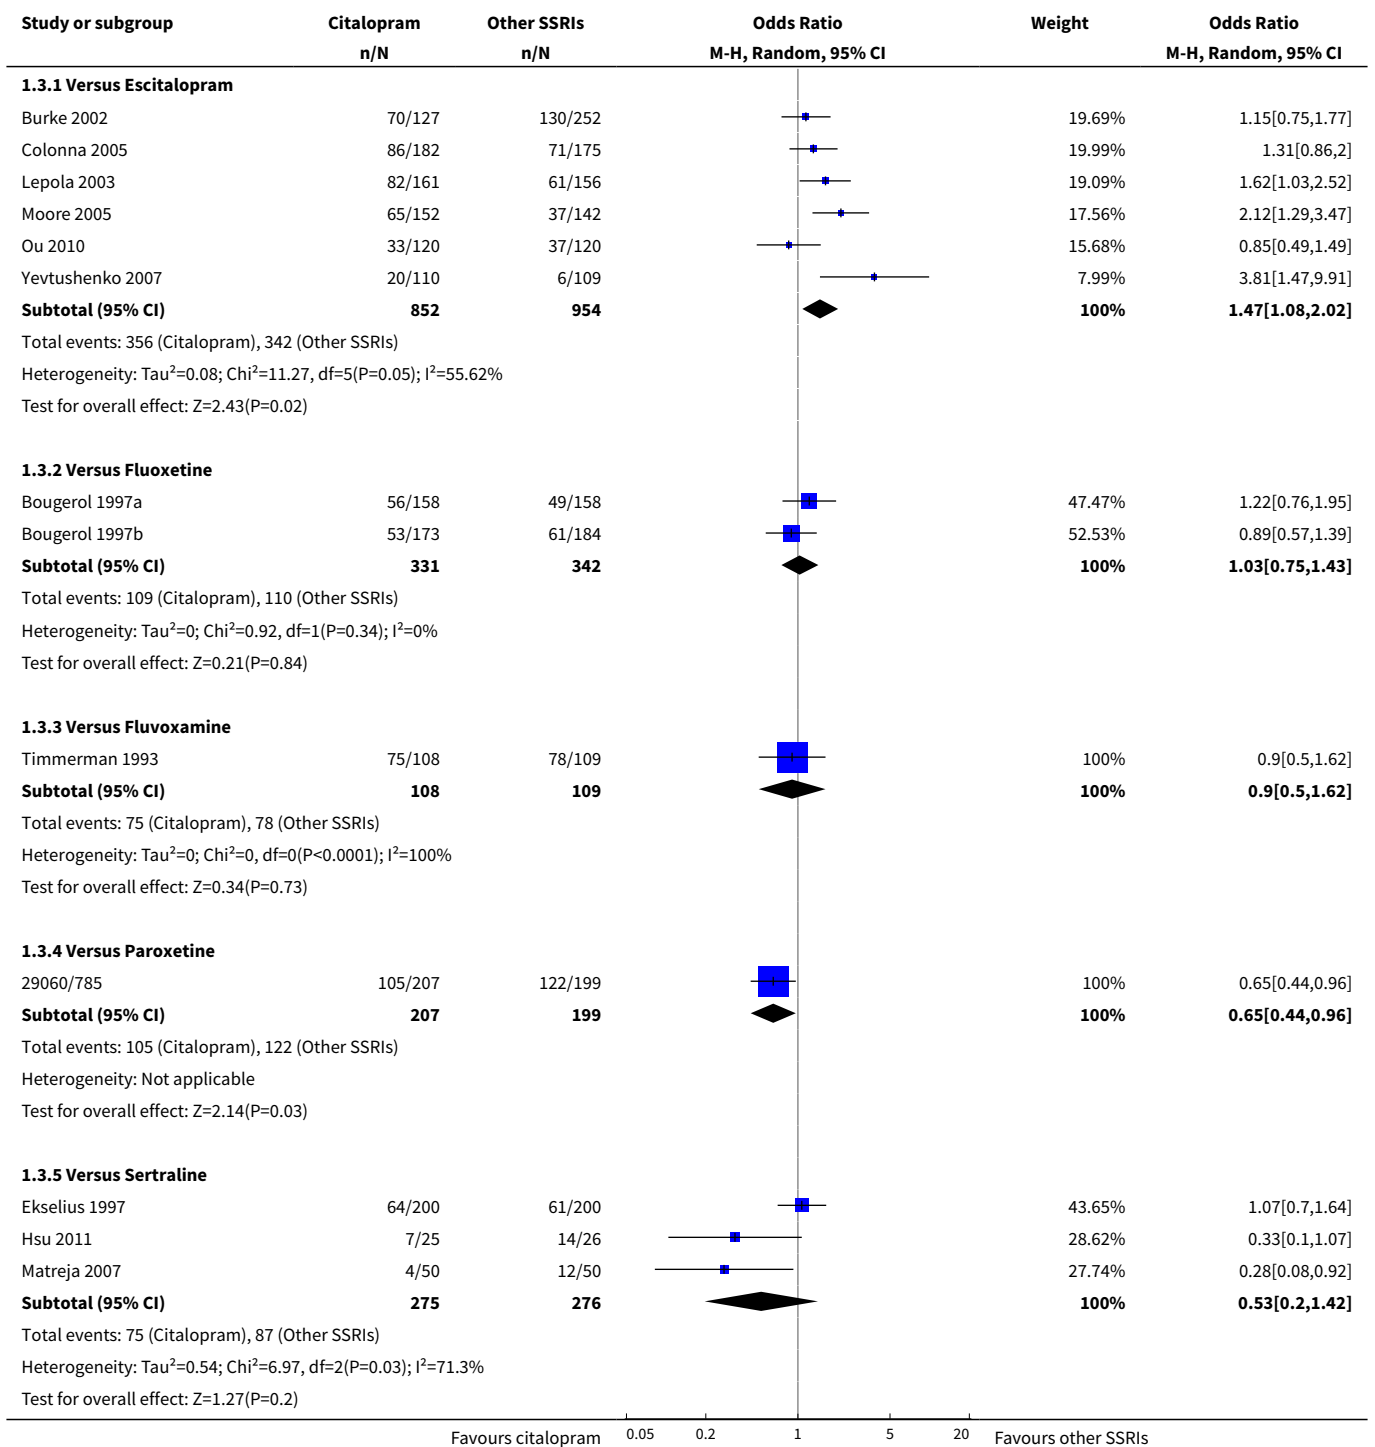 Study or subgroup Citalopram Other SSRIs Odds Ratio Weight Odds Ratio
n/N n/N M-H, Random, 95% CI M-H, Random, 95% CI
1.3.1 Versus Escitalopram
Burke 2002 70/127 130/252 19.69% 1.15[0.75,1.77]
Colonna 2005 86/182 71/175 19.99% 1.31[0.86,2]
Lepola 2003 82/161 61/156 19.09% 1.62[1.03,2.52]
Moore 2005 65/152 37/142 17.56% 2.12[1.29,3.47]
Ou 2010 33/120 37/120 15.68% 0.85[0.49,1.49]
Yevtushenko 2007 20/110 6/109 7.99% 3.81[1.47,9.91]
Subtotal (95% CI) 852 954 100% 1.47[1.08,2.02]
Total events: 356 (Citalopram), 342 (Other SSRIs)
Heterogeneity: Tau²=0.08; Chi²=11.27, df=5(P=0.05); I²=55.62%
Test for overall effect: Z=2.43(P=0.02)
1.3.2 Versus Fluoxetine
Bougerol 1997a 56/158 49/158 47.47% 1.22[0.76,1.95]
Bougerol 1997b 53/173 61/184 52.53% 0.89[0.57,1.39]
Subtotal (95% CI) 331 342 100% 1.03[0.75,1.43]
Total events: 109 (Citalopram), 110 (Other SSRIs)
Heterogeneity: Tau²=0; Chi²=0.92, df=1(P=0.34); I²=0%
Test for overall effect: Z=0.21(P=0.84)
1.3.3 Versus Fluvoxamine
Timmerman 1993 75/108 78/109 100% 0.9[0.5,1.62]
Subtotal (95% CI) 108 109 100% 0.9[0.5,1.62]
Total events: 75 (Citalopram), 78 (Other SSRIs)
Heterogeneity: Tau²=0; Chi²=0, df=0(P<0.0001); I²=100%
Test for overall effect: Z=0.34(P=0.73)
1.3.4 Versus Paroxetine
29060/785 105/207 122/199 100% 0.65[0.44,0.96]
Subtotal (95% CI) 207 199 100% 0.65[0.44,0.96]
Total events: 105 (Citalopram), 122 (Other SSRIs)
Heterogeneity: Not applicable
Test for overall effect: Z=2.14(P=0.03)
1.3.5 Versus Sertraline
Ekselius 1997 64/200 61/200 43.65% 1.07[0.7,1.64]
Hsu 2011 7/25 14/26 28.62% 0.33[0.1,1.07]
Matreja 2007 4/50 12/50 27.74% 0.28[0.08,0.92]
Subtotal (95% CI) 275 276 100% 0.53[0.2,1.42]
Total events: 75 (Citalopram), 87 (Other SSRIs)
Heterogeneity: Tau²=0.54; Chi²=6.97, df=2(P=0.03); I²=71.3%
Test for overall effect: Z=1.27(P=0.2)
Favours citalopram 0.05 0.2 1 5 20 Favours other SSRIs